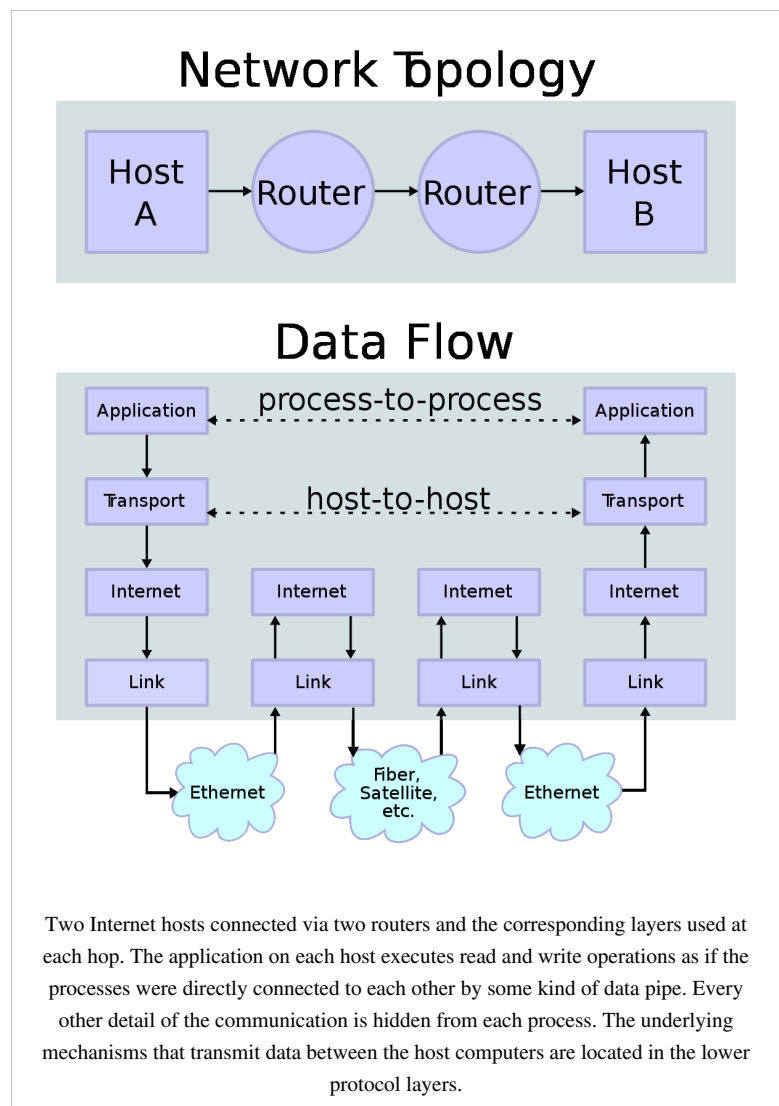 Network Topology
Host
A
Router
Router
Host
B
Data Flow
Application
process-to-process
Application
Transport
host-to-host
Transport
Internet
Internet
Internet
Internet
Link
Link
Link
Link
Ethernet
Fiber,
Satellite,
etc.
Ethernet
Two Internet hosts connected via two routers and the corresponding layers used at
each hop. The application on each host executes read and write operations as if the
processes were directly connected to each other by some kind of data pipe. Every
other detail of the communication is hidden from each process. The underlying
mechanisms that transmit data between the host computers are located in the lower
protocol layers.